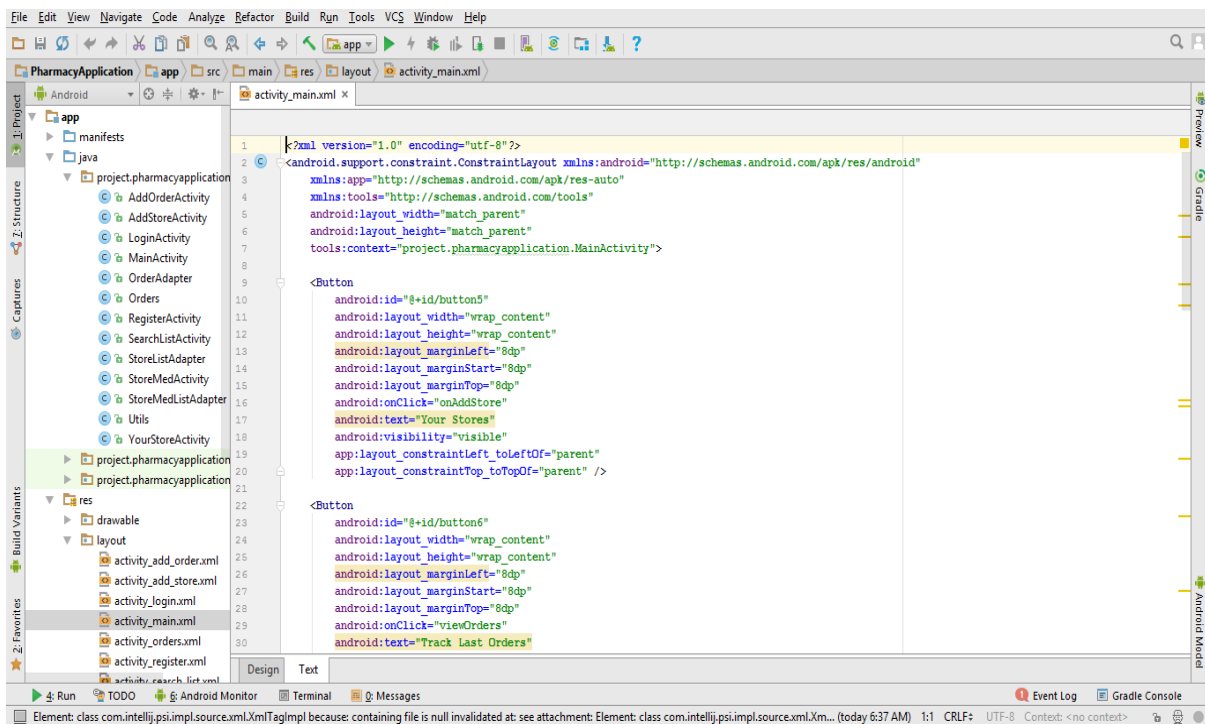 File Edit View Navigate Code Analyze Refactor Build Run Tools VCS Window Help
app
PharmacyApplication app src main res layout activity_main.xml
Android activity_main.xml
1: Project
7: Structure
Captures
Build Variants
2: Favorites
app
manifests
java
project.pharmacyapplication
AddOrderActivity
AddStoreActivity
LoginActivity
MainActivity
OrderAdapter
Orders
RegisterActivity
SearchListActivity
StoreListAdapter
StoreMedActivity
StoreMedListAdapter
Utils
YourStoreActivity
project.pharmacyapplication
project.pharmacyapplication
res
drawable
layout
activity_add_order.xml
activity_add_store.xml
activity_login.xml
activity_main.xml
activity_orders.xml
activity_register.xml
activity_search_list.xml
1 <?xml version="1.0" encoding="utf-8"?>
2 <android.support.constraint.ConstraintLayout xmlns:android="http://schemas.android.com/apk/res/android"
3 xmlns:app="http://schemas.android.com/apk/res-auto"
4 xmlns:tools="http://schemas.android.com/tools"
5 android:layout_width="match_parent"
6 android:layout_height="match_parent"
7 tools:context="project.pharmacyapplication.MainActivity">
8
9 <Button
10 android:id="@+id/button5"
11 android:layout_width="wrap_content"
12 android:layout_height="wrap_content"
13 android:layout_marginLeft="8dp"
14 android:layout_marginStart="8dp"
15 android:layout_marginTop="8dp"
16 android:onClick="onAddStore"
17 android:text="Your Stores"
18 android:visibility="visible"
19 app:layout_constraintLeft_toLeftOf="parent"
20 app:layout_constraintTop_toTopOf="parent" />
21
22 <Button
23 android:id="@+id/button6"
24 android:layout_width="wrap_content"
25 android:layout_height="wrap_content"
26 android:layout_marginLeft="8dp"
27 android:layout_marginStart="8dp"
28 android:layout_marginTop="8dp"
29 android:onClick="viewOrders"
30 android:text="Track Last Orders"
Preview
Gradle
Android Model
Design Text
4: Run TODO 6: Android Monitor Terminal 0: Messages Event Log Gradle Console
Element: class com.intellij.psi.impl.source.xml.XmlTagImpl because: containing file is null invalidated at: see attachment: Element: class com.intellij.psi.impl.source.xml.Xm... (today 6:37 AM) 1:1 CRLF UTF-8 Context: <no context>